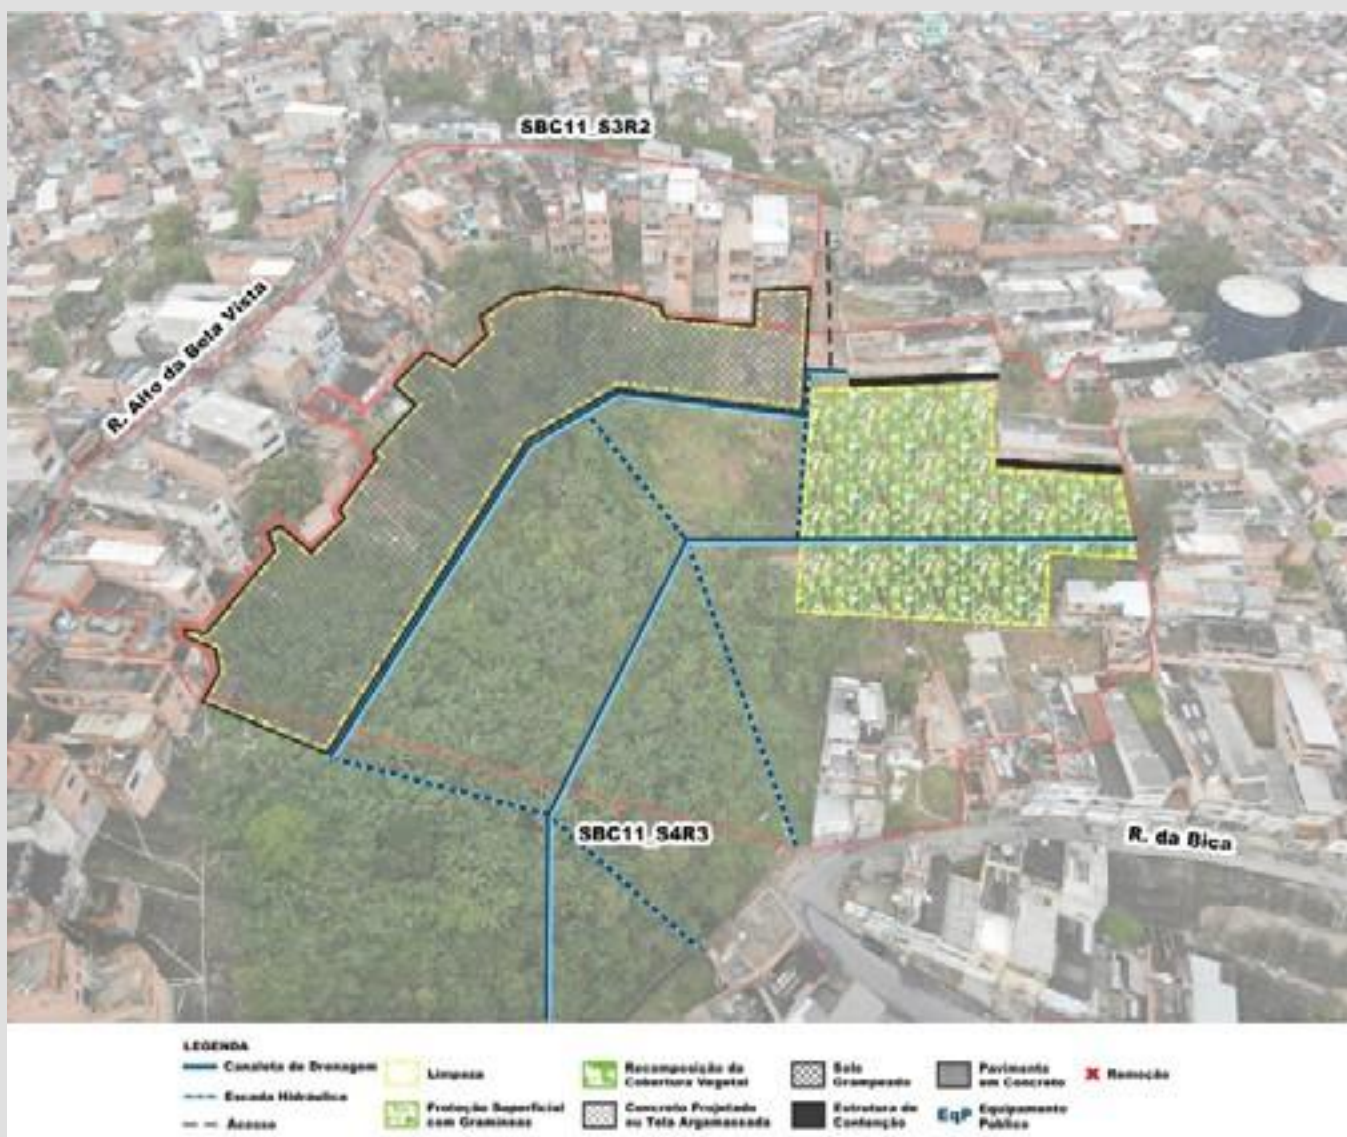 SBC11_S3R2
R. Alto da Bela Vista
SBC11_S4R3
R. da Bica
LEGENDA
Canaleta de Drenagem
Escada Hidráulica
Acesso
Limpeza
Proteção Superficial
com Gramíneas
Recomposição da
Cobertura Vegetal
Concreto Projetado
ou Tela Argamassada
Solo
Grampeado
Estrutura de
Contenção
Pavimento
em Concreto
EqP Equipamento
Público
X Remoção